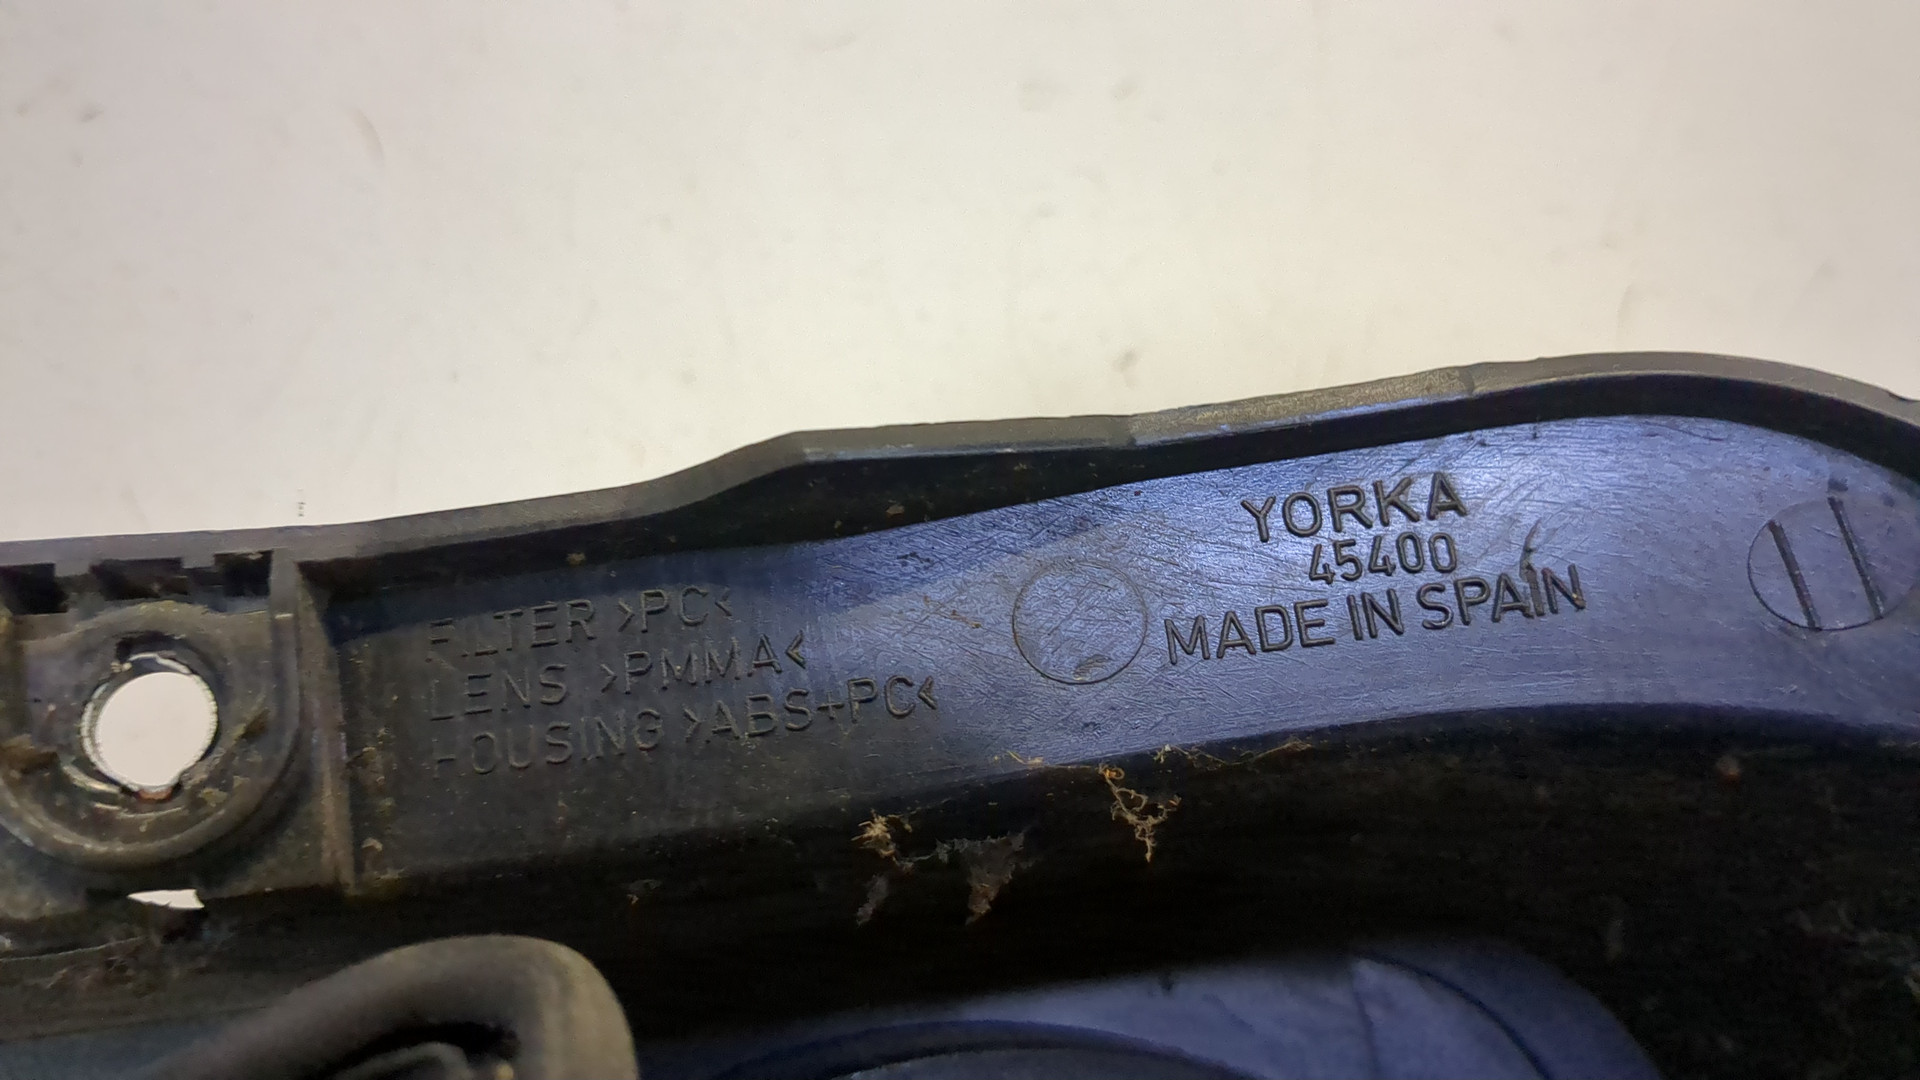 YORKA
45400
MADE IN SPAIN
FILTER >PC<
LENS >PMMA<
HOUSING >ABS+PC<